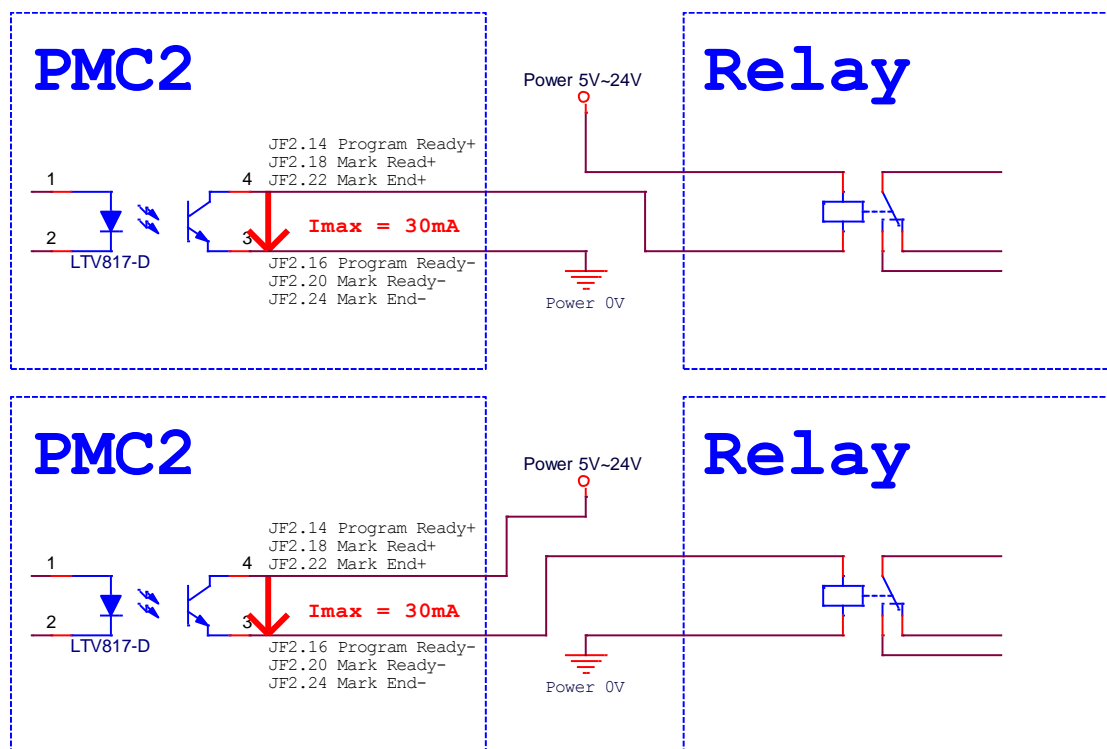 PMC2
Relay
Power 5V~24V
JF2.14 Program Ready+
JF2.18 Mark Read+
JF2.22 Mark End+
1
4
Imax = 30mA
2
3
LTV817-D
JF2.16 Program Ready-
JF2.20 Mark Ready-
JF2.24 Mark End-
Power 0V
PMC2
Relay
Power 5V~24V
JF2.14 Program Ready+
JF2.18 Mark Read+
JF2.22 Mark End+
1
4
Imax = 30mA
2
3
LTV817-D
JF2.16 Program Ready-
JF2.20 Mark Ready-
JF2.24 Mark End-
Power 0V